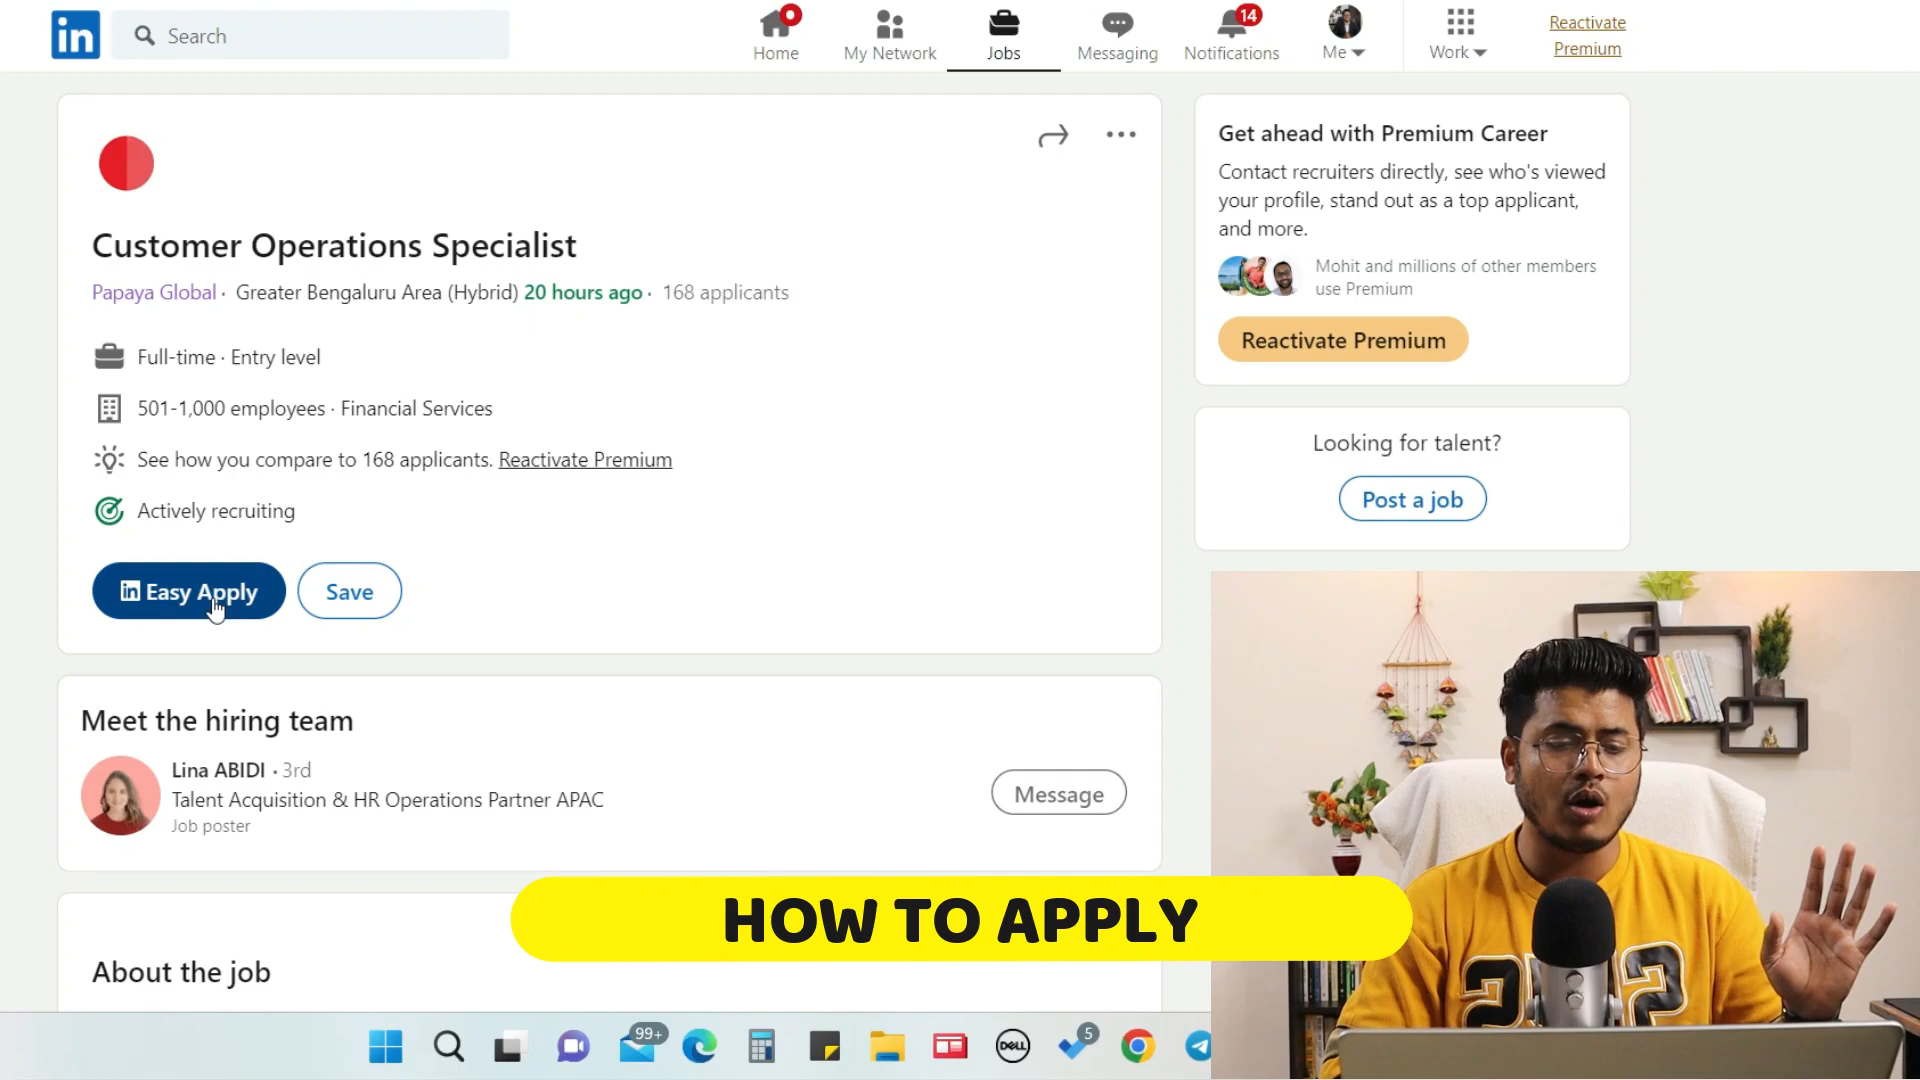 in
Search
Home
My Network
Jobs
Messaging
14
Notifications
Me
Work
Reactivate
Premium
Customer Operations Specialist
Papaya Global · Greater Bengaluru Area (Hybrid) 20 hours ago · 168 applicants
Full-time · Entry level
501-1,000 employees · Financial Services
See how you compare to 168 applicants. Reactivate Premium
Actively recruiting
in Easy Apply
Save
Get ahead with Premium Career
Contact recruiters directly, see who's viewed
your profile, stand out as a top applicant,
and more.
Mohit and millions of other members
use Premium
Reactivate Premium
Looking for talent?
Post a job
Meet the hiring team
Lina ABIDI · 3rd
Talent Acquisition & HR Operations Partner APAC
Job poster
Message
HOW TO APPLY
About the job
99+
DELL
5